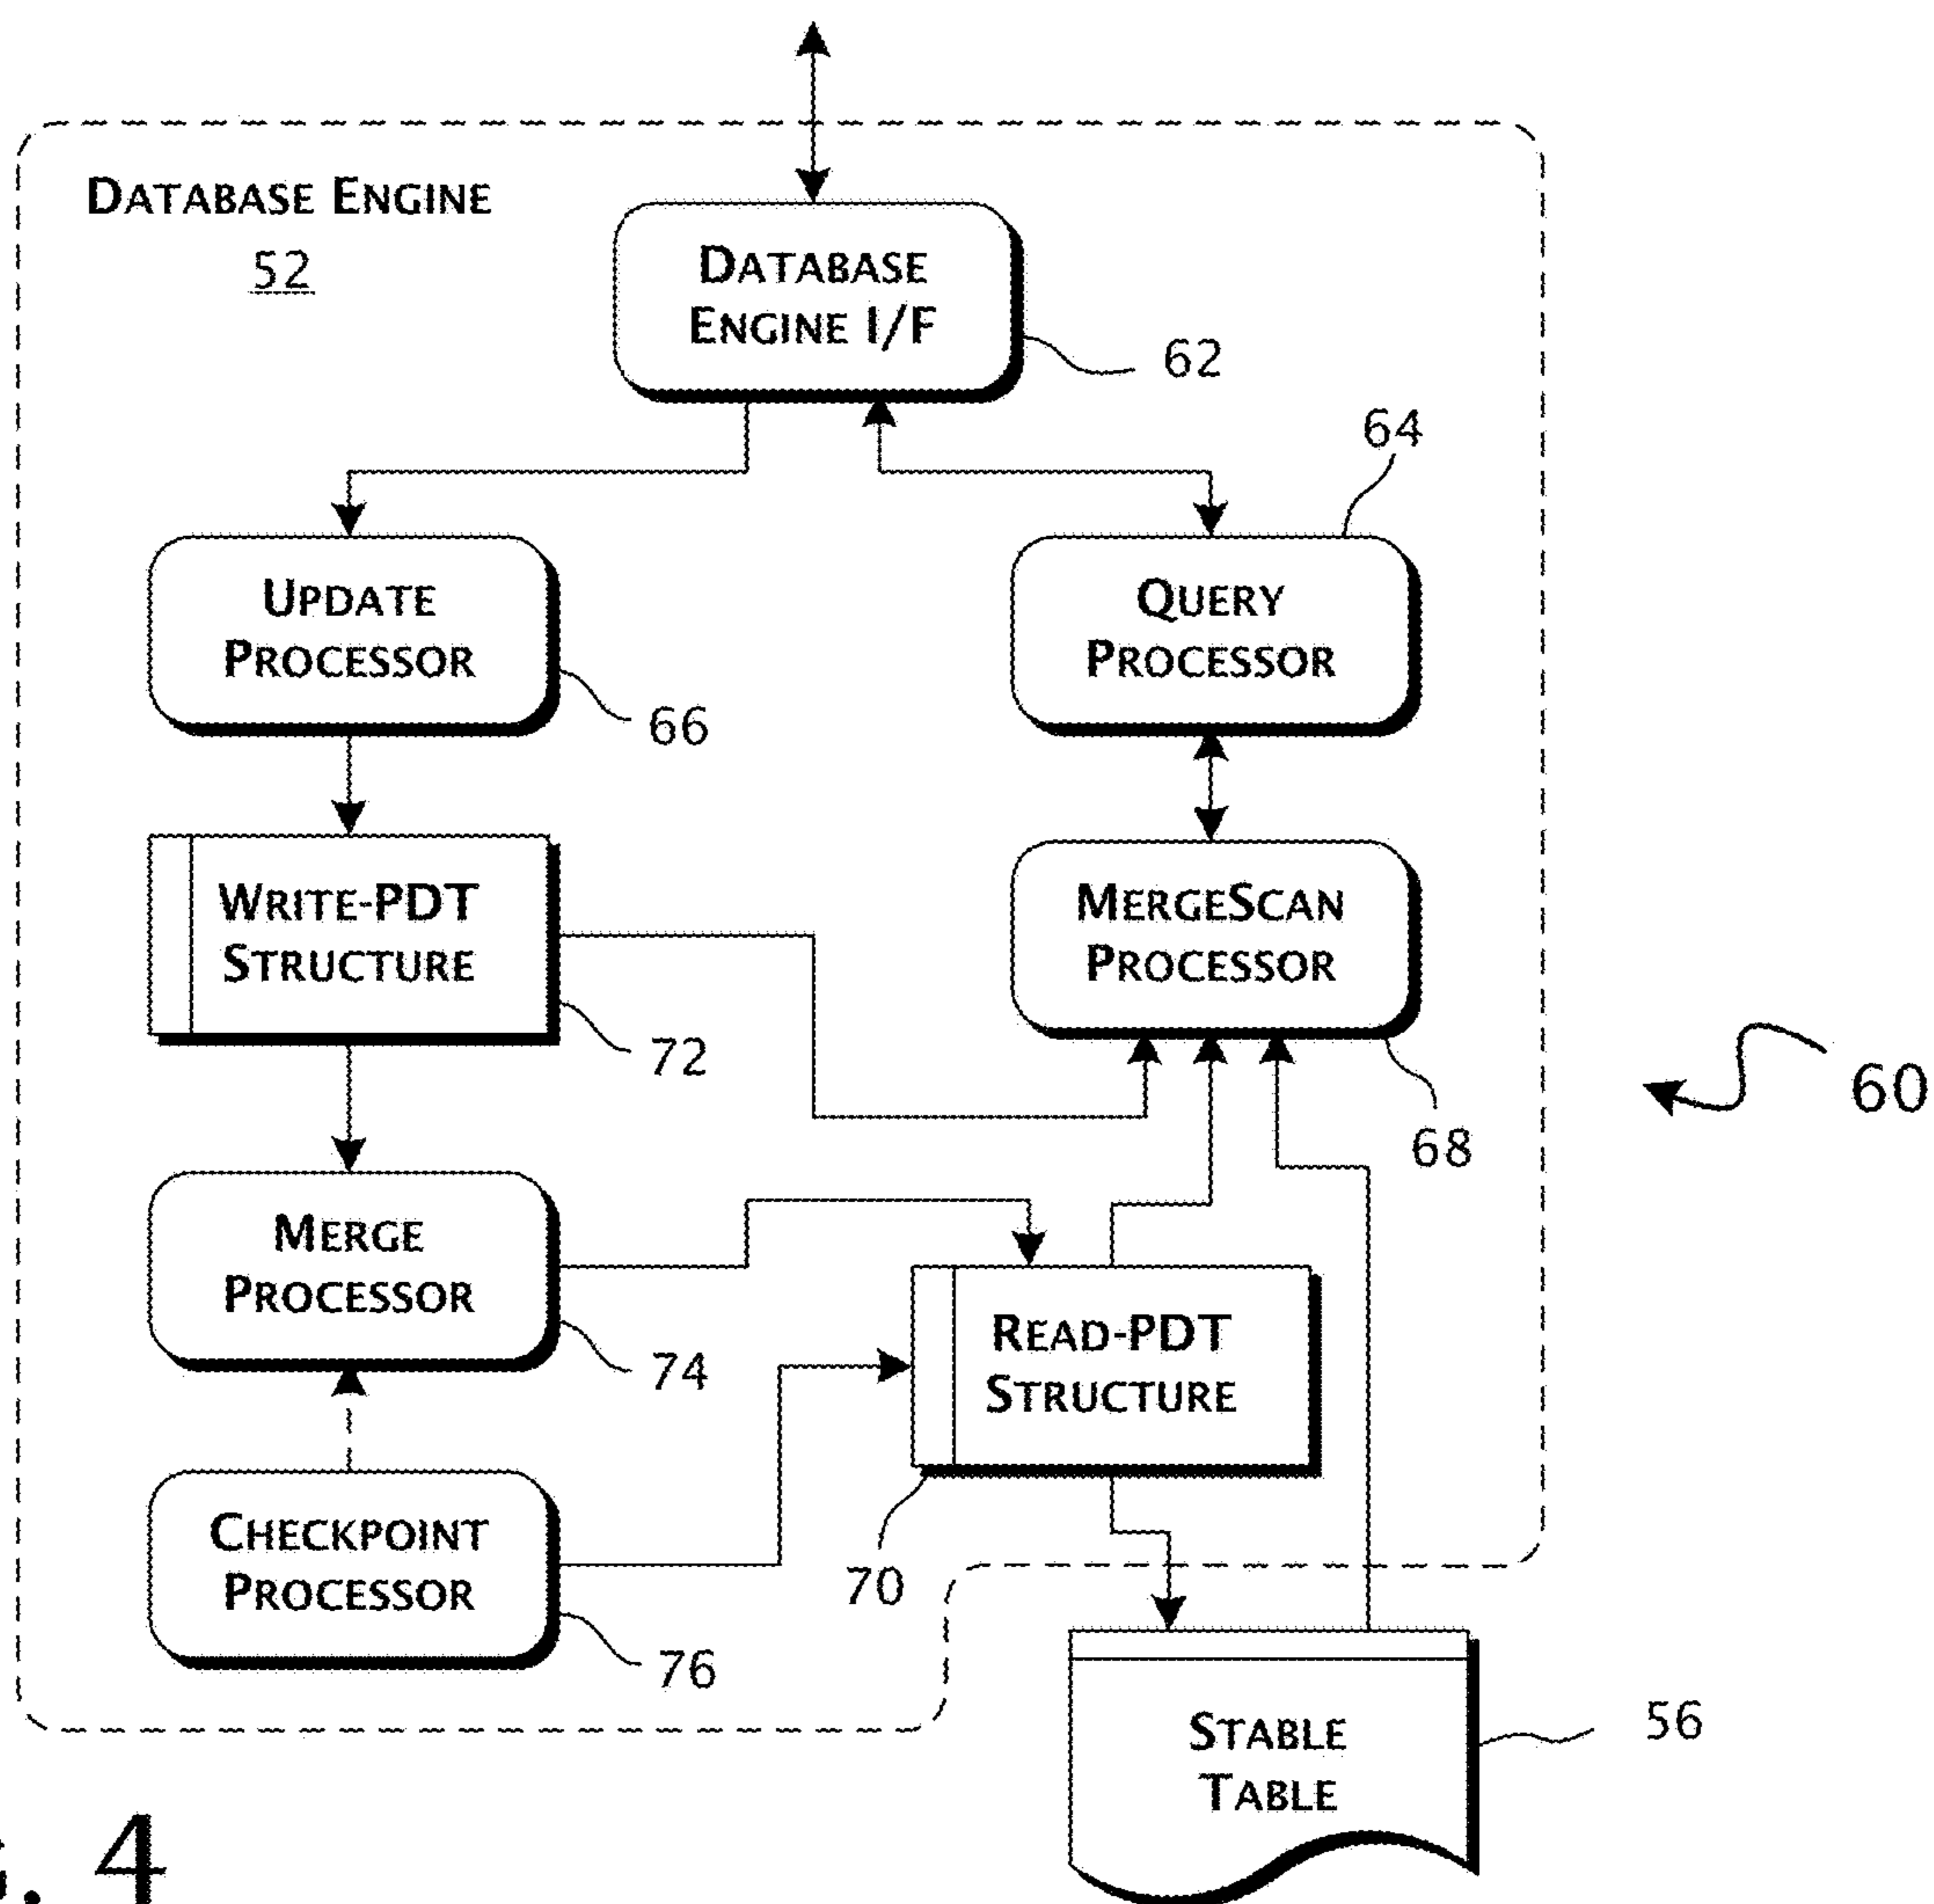 DATABASE ENGINE
52
DATABASE
ENGINE I/F
62
64
UPDATE
PROCESSOR
66
QUERY
PROCESSOR
WRITE-PDT
STRUCTURE
72
MERGESCAN
PROCESSOR
68
60
MERGE
PROCESSOR
74
READ-PDT
STRUCTURE
70
CHECKPOINT
PROCESSOR
76
STABLE
TABLE
56
. 4